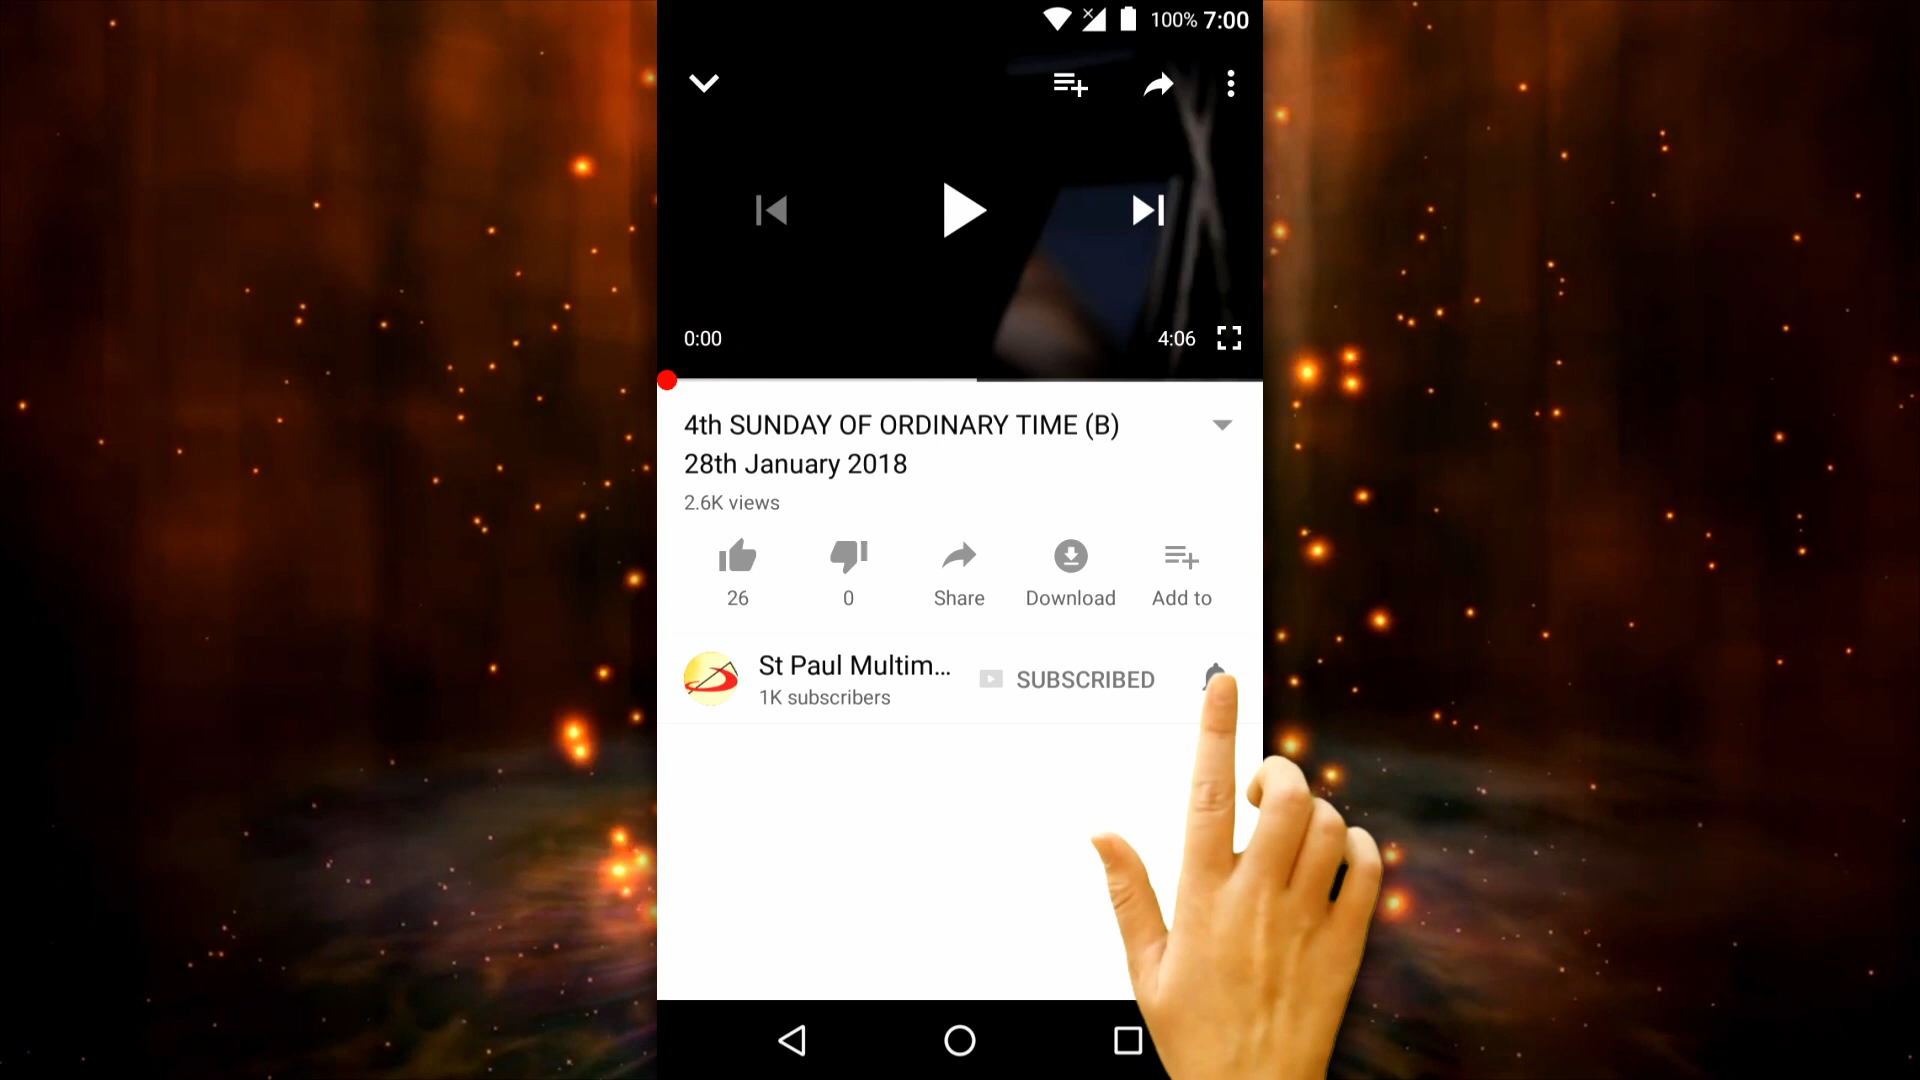 100% 7:00
0:00
4:06
4th SUNDAY OF ORDINARY TIME (B)
28th January 2018
2.6K views
26
0
Share
Download
Add to
St Paul Multim...
SUBSCRIBED
1K subscribers